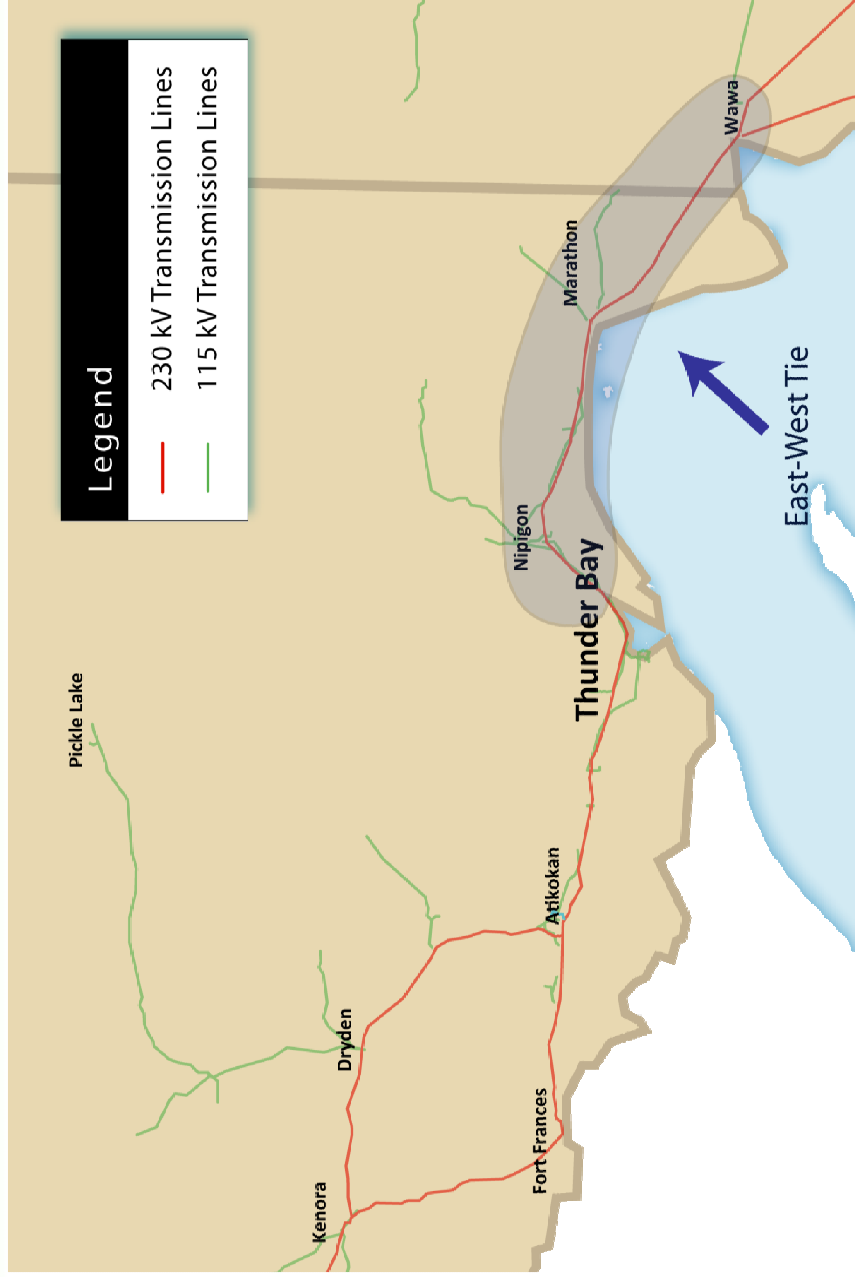 Legend
230 kV Transmission Lines
115 kV Transmission Lines
Pickle Lake
Wawa
Marathon
Nipigon
Thunder Bay
East-West Tie
Atikokan
Dryden
Fort Frances
Kenora